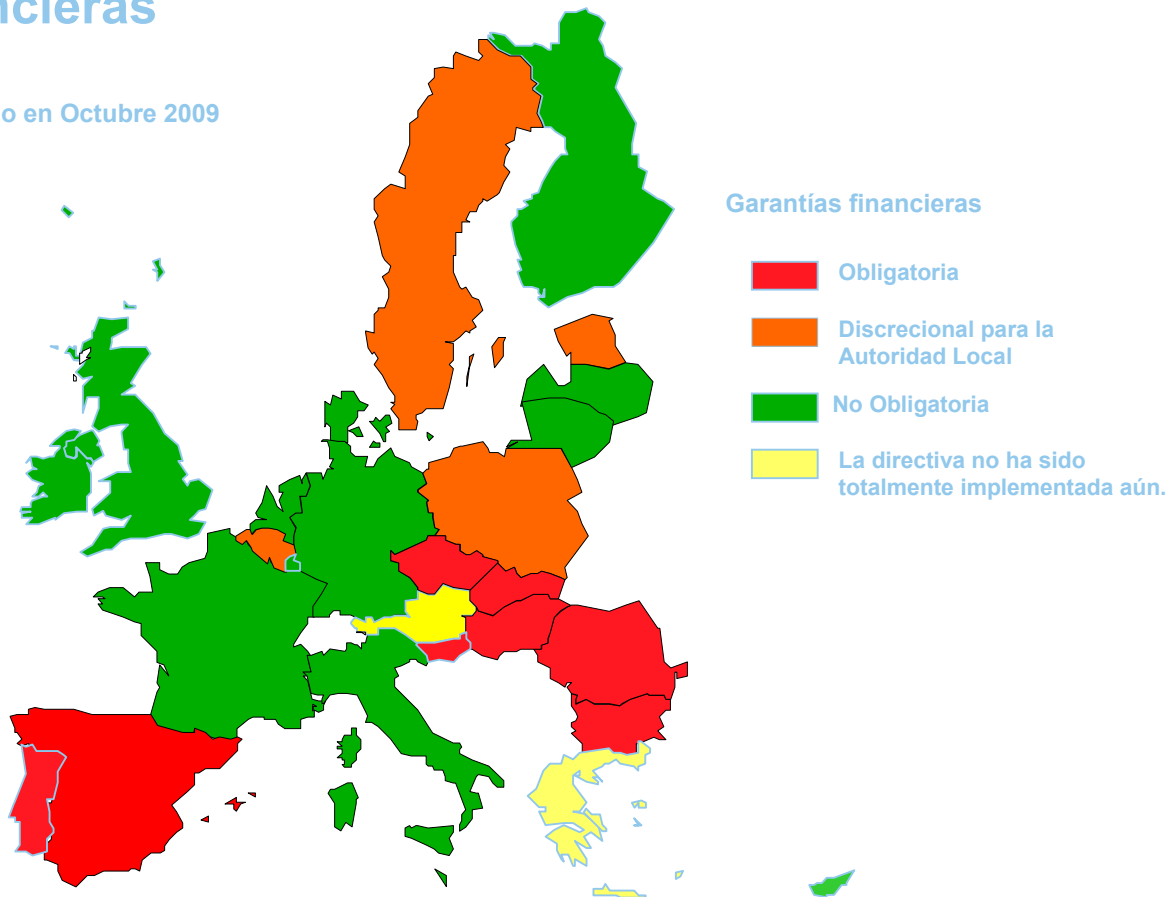 ncieras
o en Octubre 2009
Garantías financieras
Obligatoria
Discrecional para la
Autoridad Local
No Obligatoria
La directiva no ha sido
totalmente implementada aún.